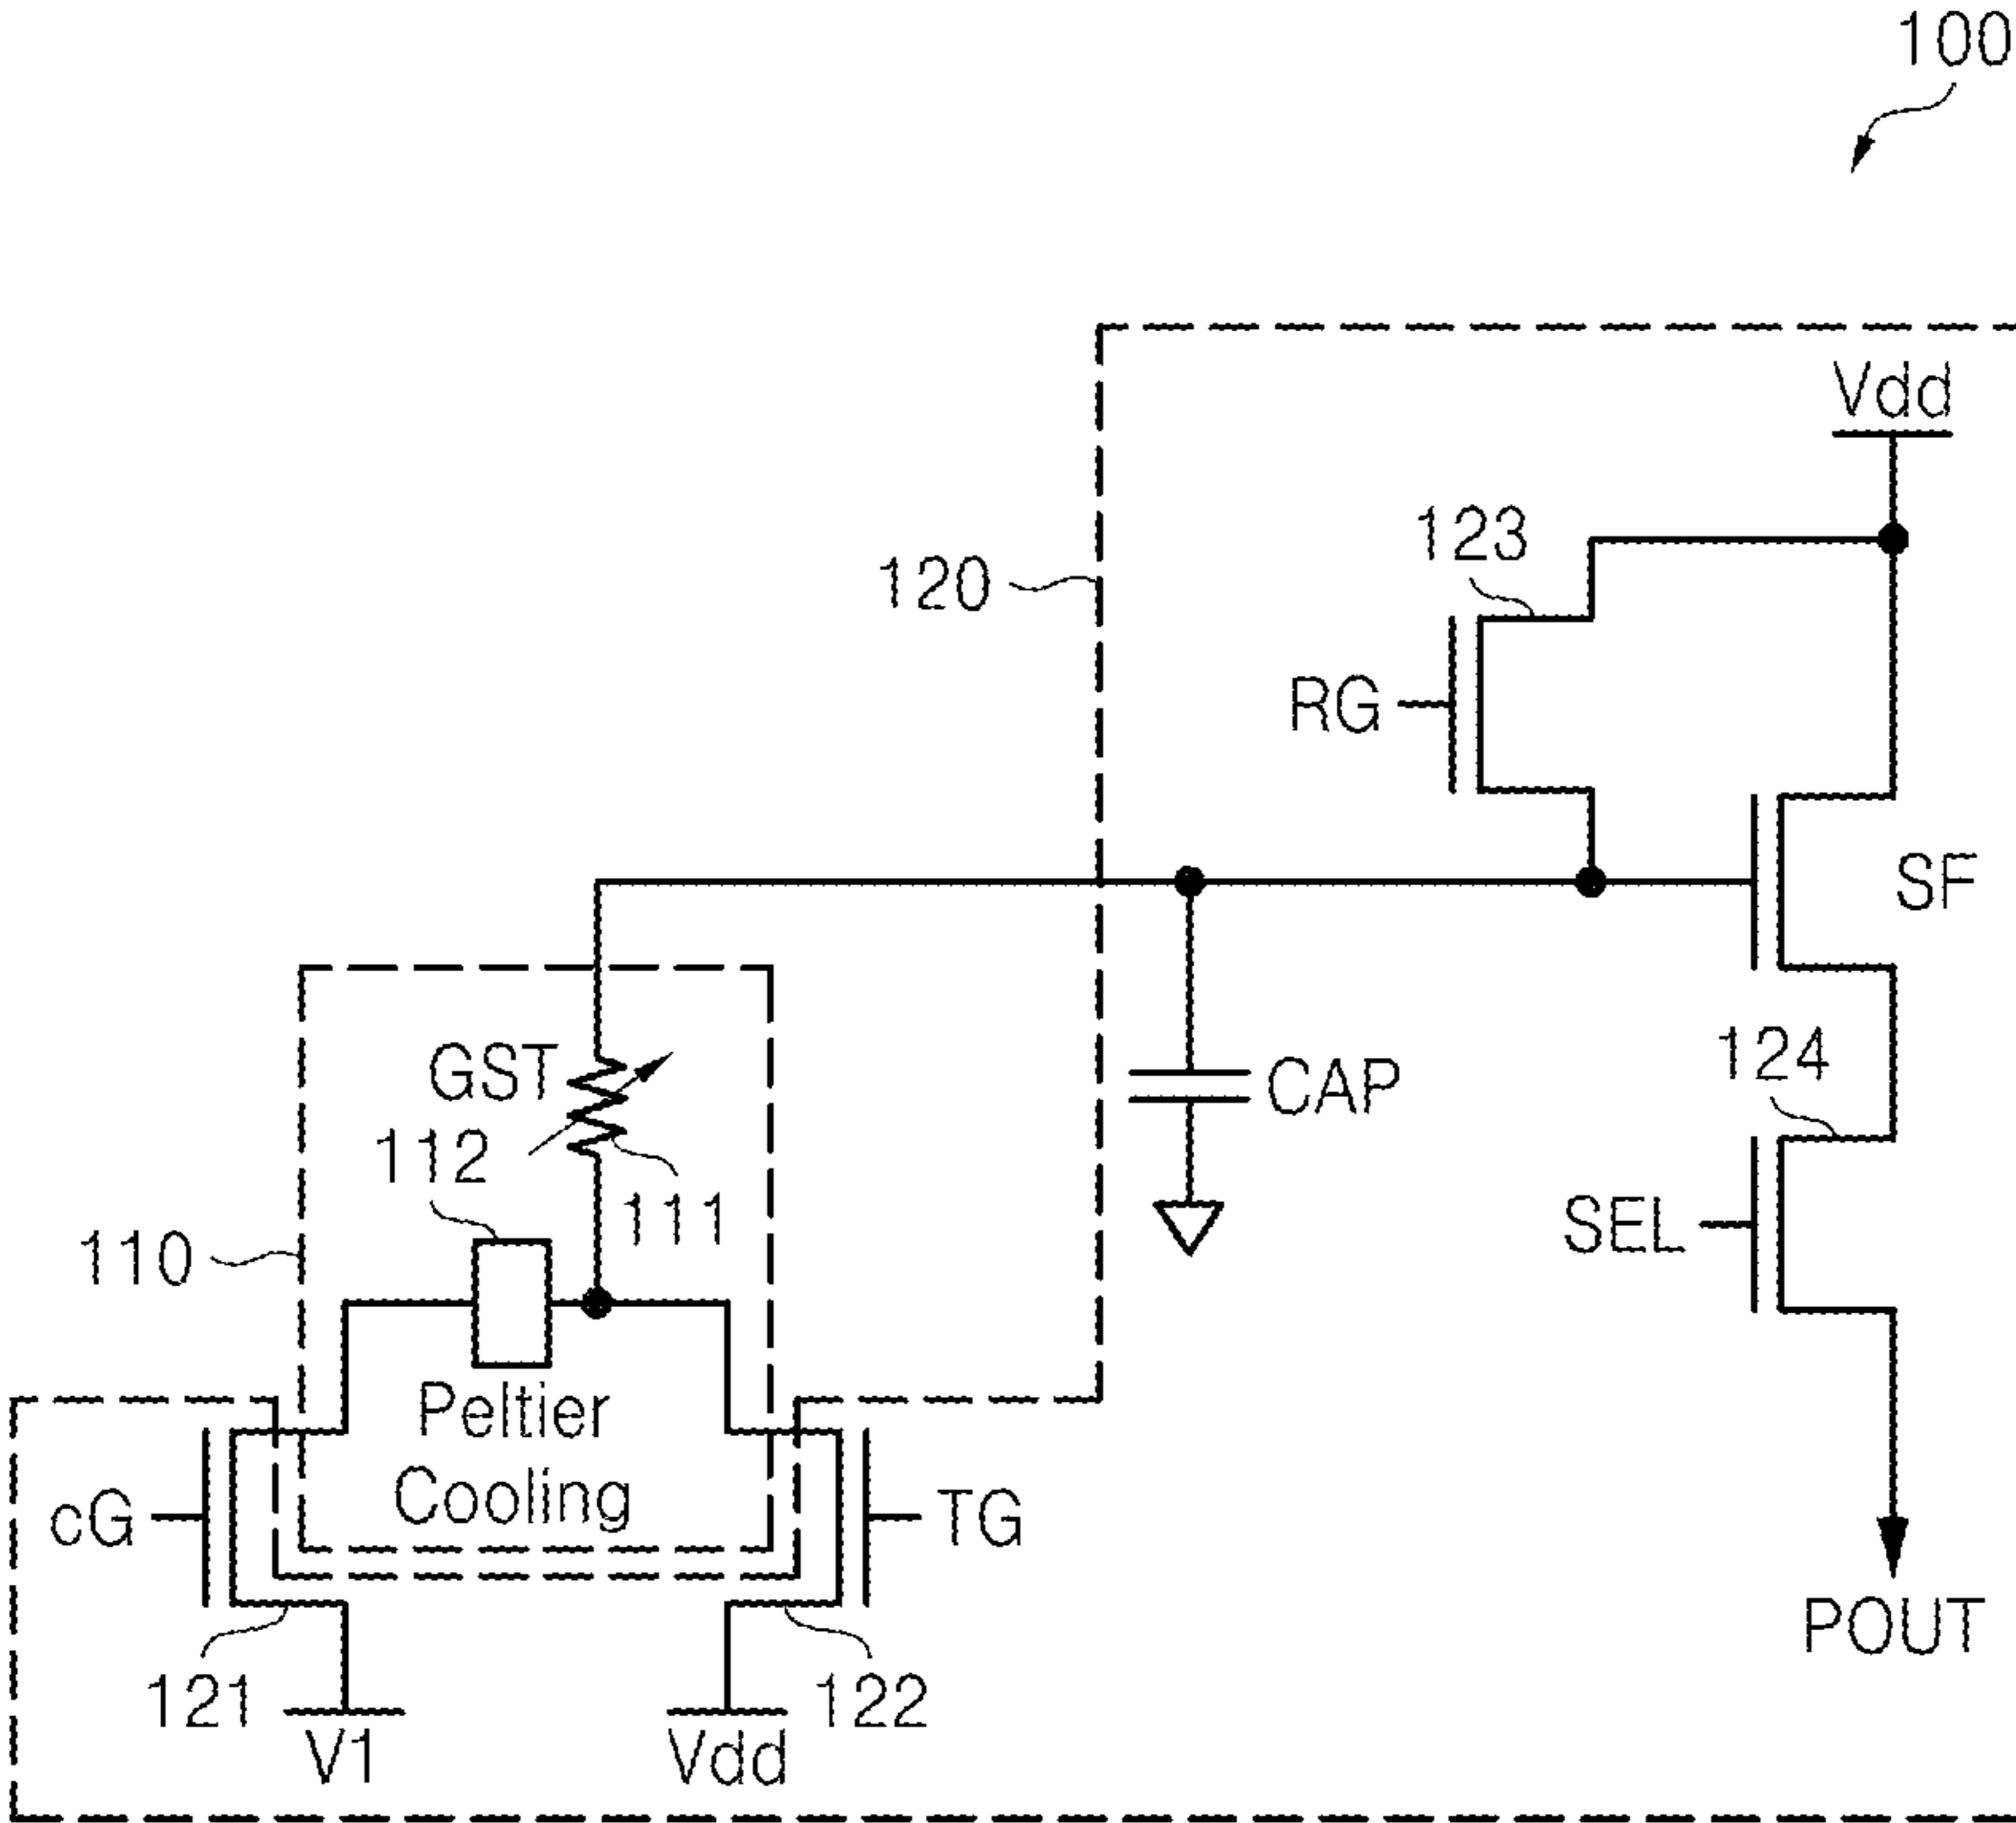 100
Vdd
123
120
RG
SF
GST
124
CAP
112
111
SEL
110
Peltier
Cooling
cG
TG
POUT
121
122
V1
Vdd